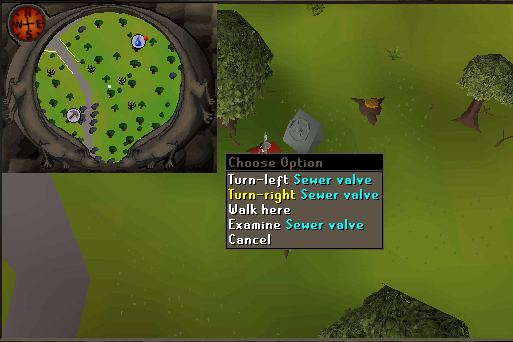 N
W E
S
Choose Option
Turn-left Sewer valve
Turn-right Sewer valve
Walk here
Examine Sewer valve
Cancel